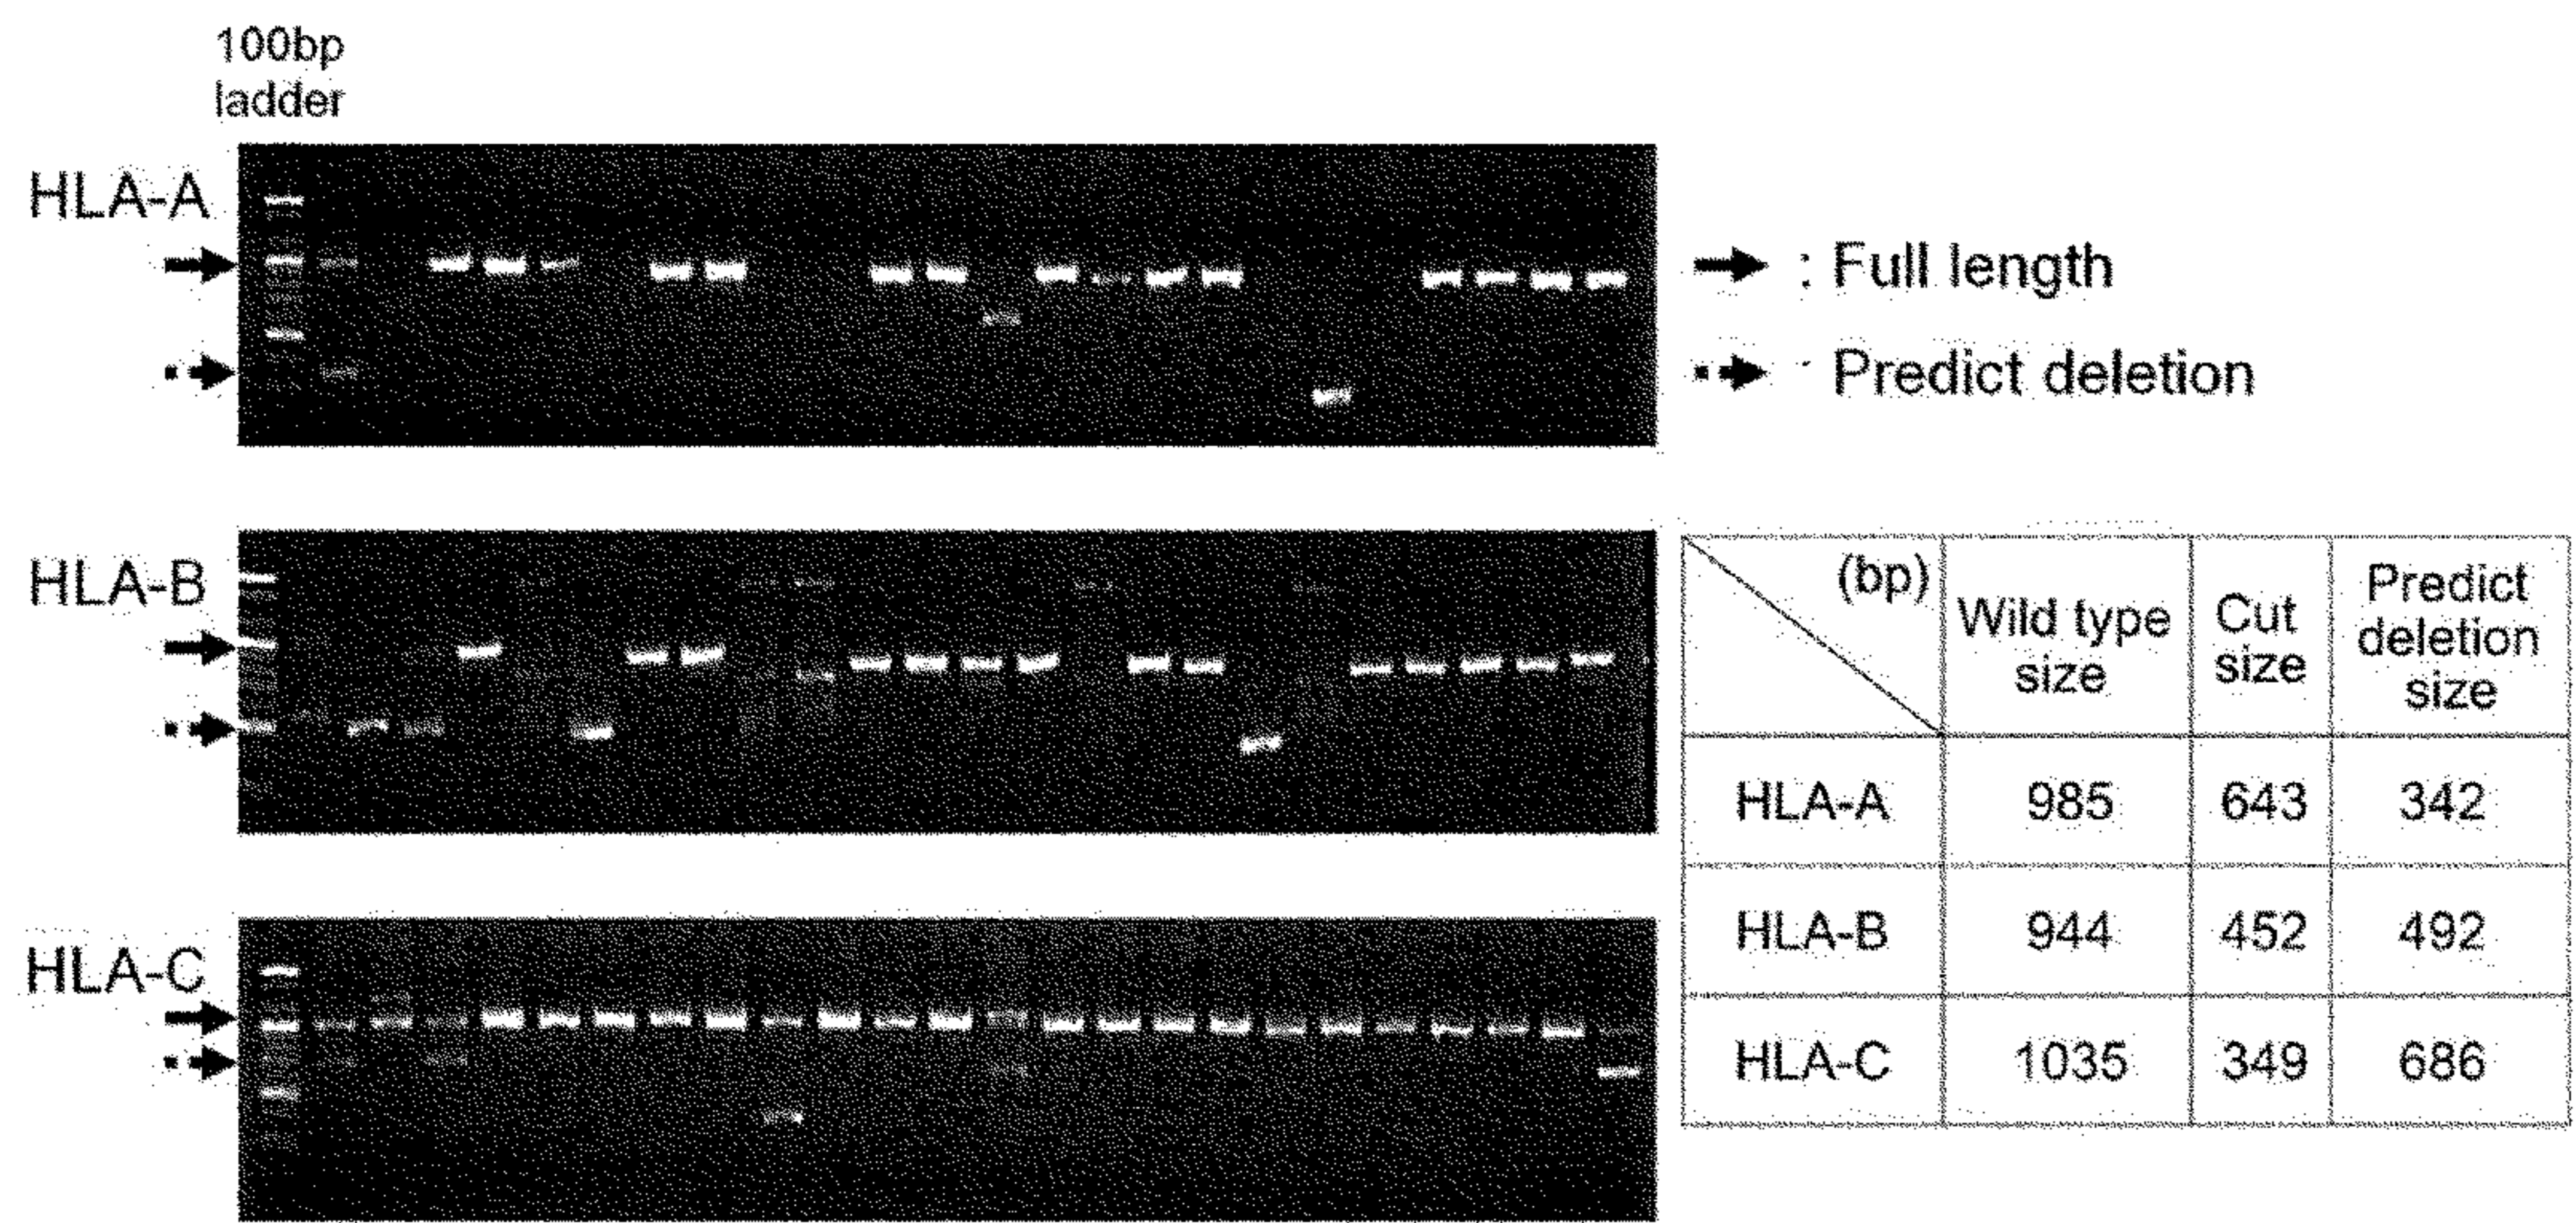 100bp
ladder
HLA-A
: Full length
Predict deletion
HLA-B
HLA-C
(bp)
Wild type
size
Cut
size
Predict
deletion
size
HLA-A 985 643 342
HLA-B 944 452 492
HLA-C 1035 349 686